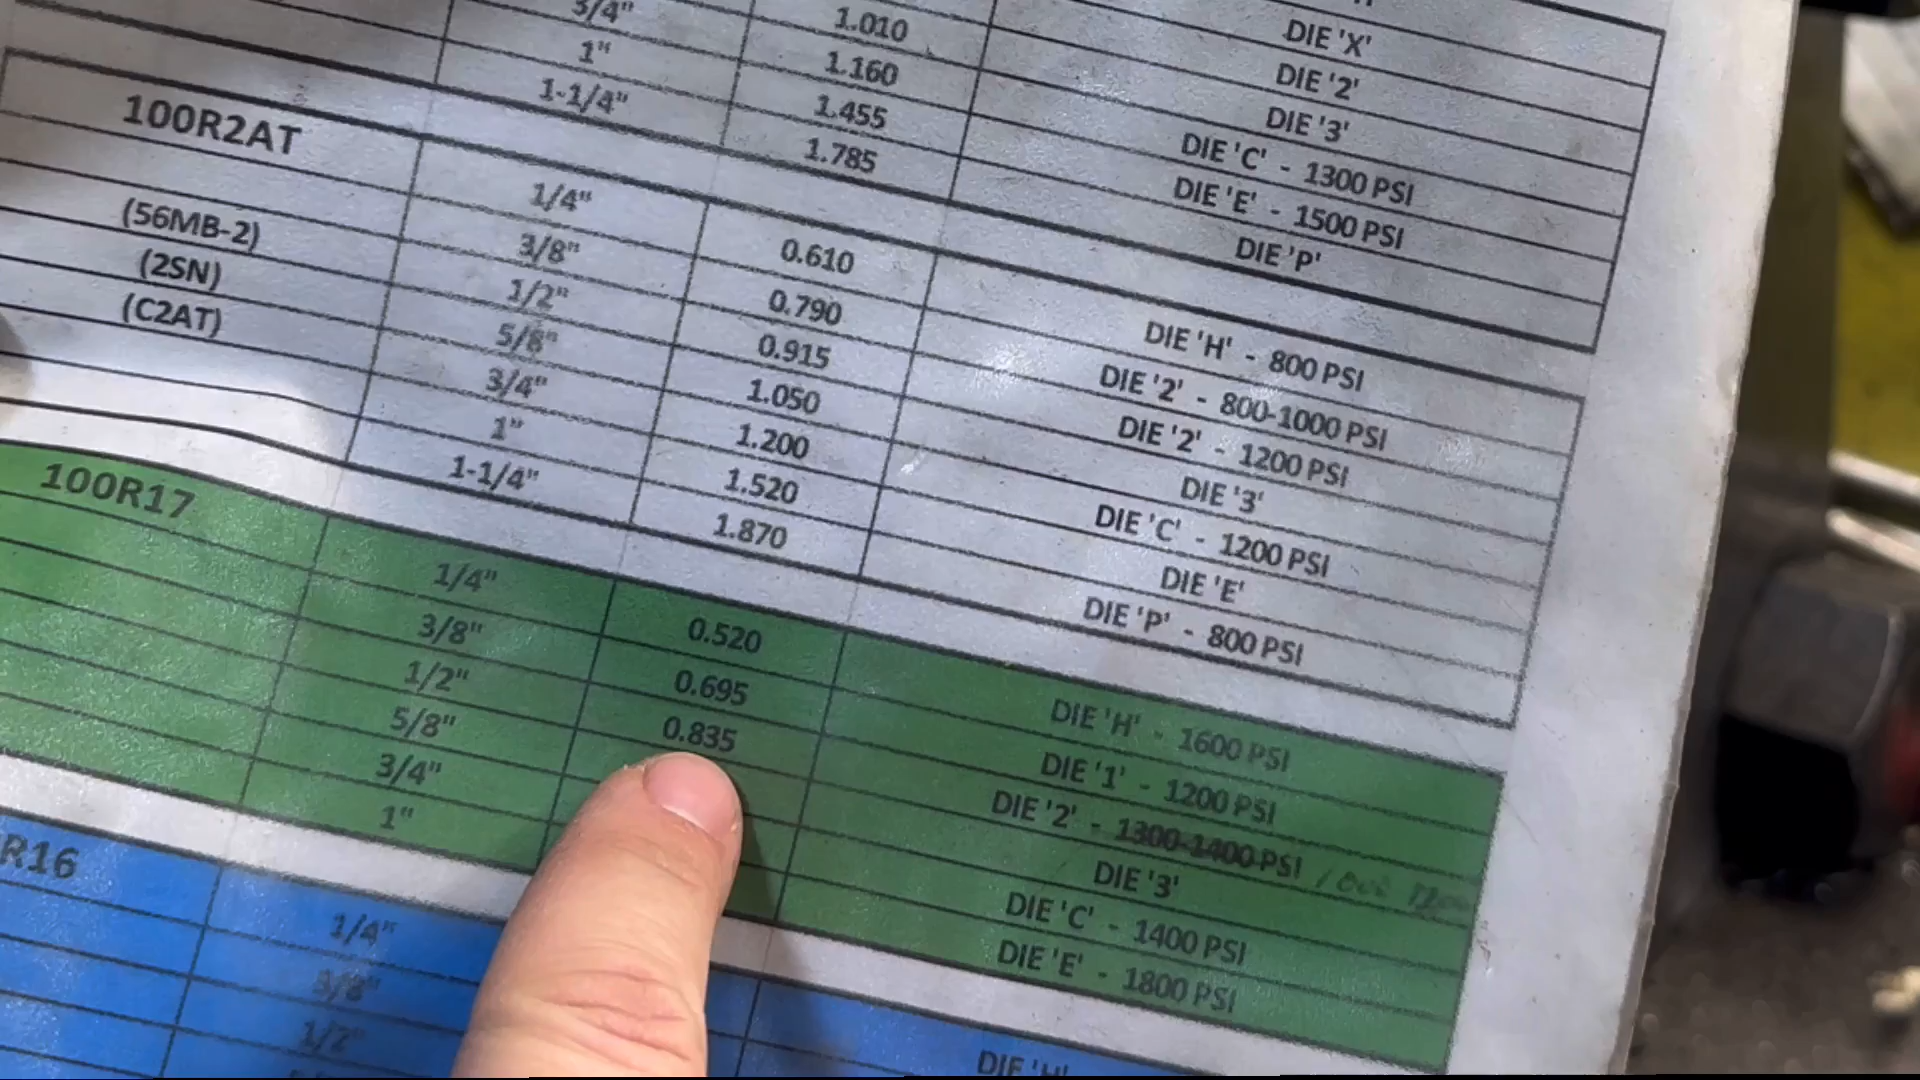 DIE 'X'
DIE '2'
1.010 DIE '3'
3/4" 1.160 DIE 'C' - 1300 PSI
1" 1.455 DIE 'E' - 1500 PSI
1-1/4" 1.785 DIE 'P'
100R2AT 1/4" 0.610 DIE 'H' - 800 PSI
3/8" 0.790 DIE '2' - 800-1000 PSI
(56MB-2) 1/2" 0.915 DIE '2' - 1200 PSI
(2SN) 5/8" 1.050 DIE '3'
(C2AT) 3/4" 1.200 DIE 'C' - 1200 PSI
1" 1.520 DIE 'E'
1-1/4" 1.870 DIE 'P' - 800 PSI
100R17 1/4" 0.520 DIE 'H' - 1600 PSI
3/8" 0.695 DIE '1' - 1200 PSI
1/2" 0.835 DIE '2' - 1300-1400 PSI
5/8" DIE '3'
3/4" DIE 'C' - 1400 PSI
1" DIE 'E' - 1800 PSI
R16 1/4" DIE 'H'
3/8"
1/2"